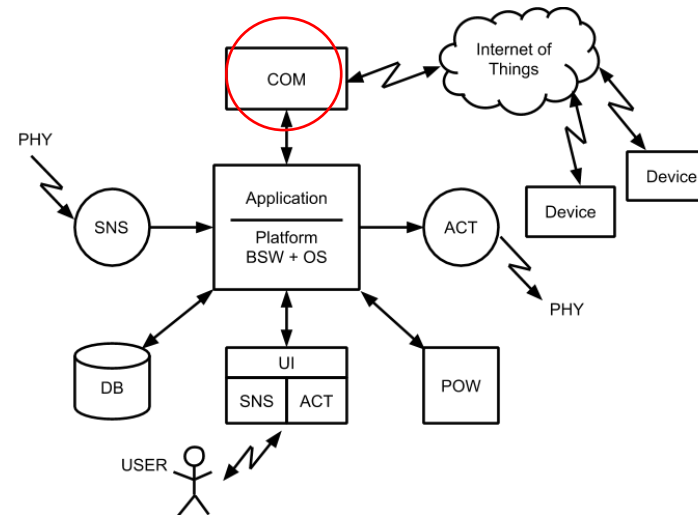 COM
Internet of
Things
PHY
Device
Device
SNS
Application
Platform
BSW + OS
ACT
PHY
DB
UI
SNS
ACT
POW
USER